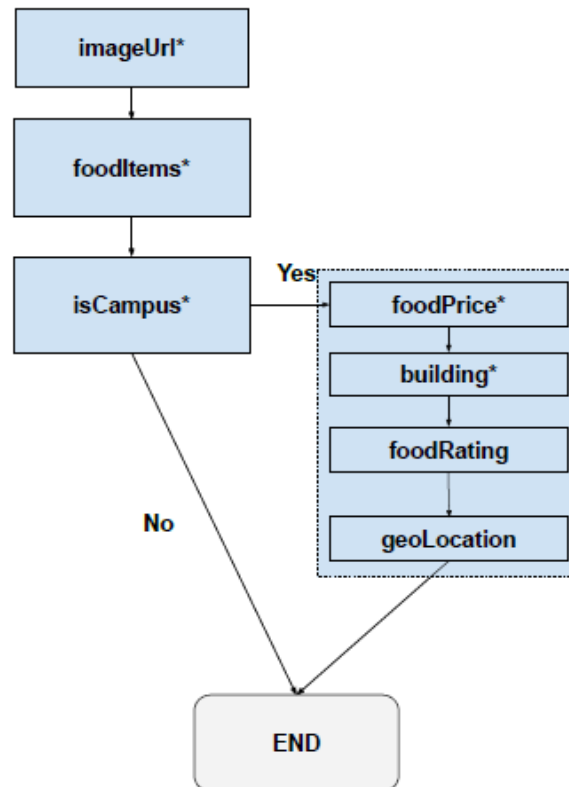 imageUrl*
foodItems*
isCampus*
Yes
foodPrice*
building*
foodRating
geoLocation
No
END